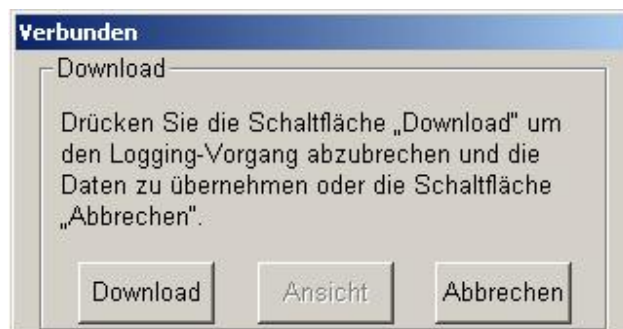 Verbunden
Download
Drücken Sie die Schaltfläche „Download" um
den Logging-Vorgang abzubrechen und die
Daten zu übernehmen oder die Schaltfläche
„Abbrechen".
Download Ansicht Abbrechen